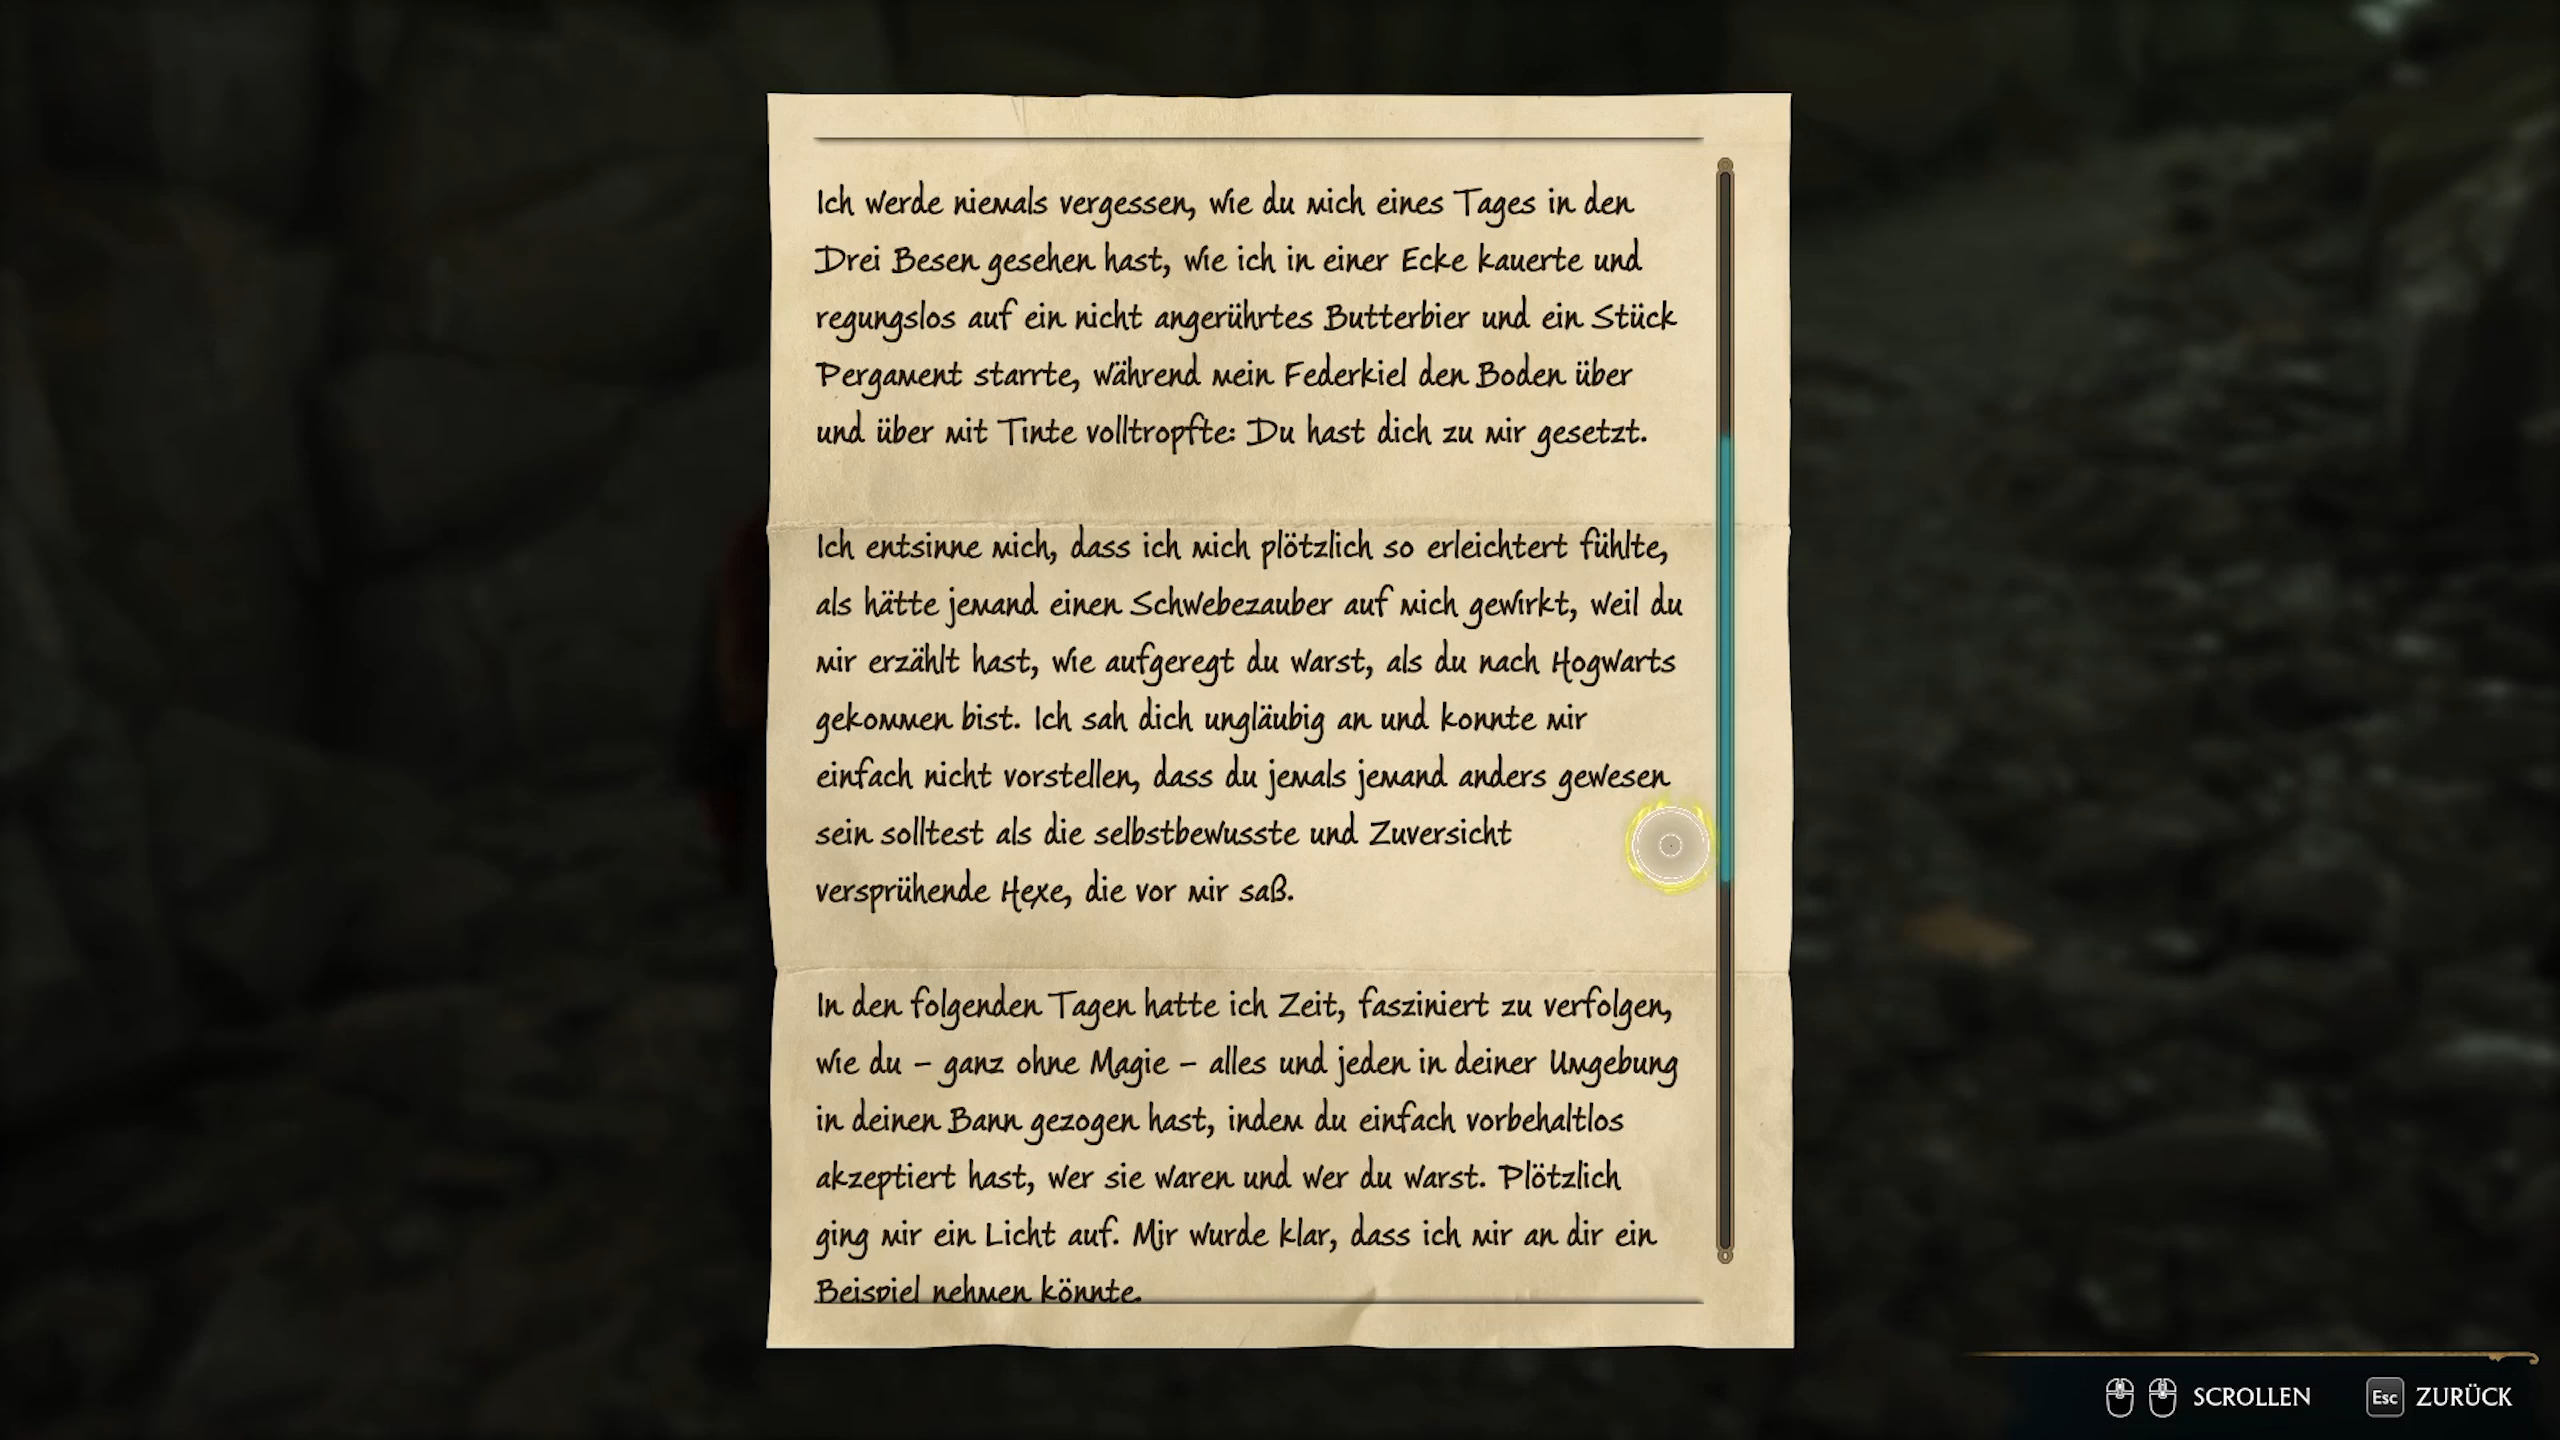 Ich werde niemals vergessen, wie du mich eines Tages in den
Drei Besen gesehen hast, wie ich in einer Ecke kauerte und
regungslos auf ein nicht angerührtes Butterbier und ein Stück
Pergament starrte, während mein Federkiel den Boden über
und über mit Tinte volltropfte: Du hast dich zu mir gesetzt.
Ich entsinne mich, dass ich mich plötzlich so erleichtert fühlte,
als hätte jemand einen Schwebezauber auf mich gewirkt, weil du
mir erzählt hast, wie aufgeregt du warst, als du nach Hogwarts
gekommen bist. Ich sah dich ungläubig an und konnte mir
einfach nicht vorstellen, dass du jemals jemand anders gewesen
sein solltest als die selbstbewusste und Zuversicht
versprühende Hexe, die vor mir saß.
In den folgenden Tagen hatte ich Zeit, fasziniert zu verfolgen,
wie du – ganz ohne Magie – alles und jeden in deiner Umgebung
in deinen Bann gezogen hast, indem du einfach vorbehaltlos
akzeptiert hast, wer sie waren und wer du warst. Plötzlich
ging mir ein Licht auf. Mir wurde klar, dass ich mir an dir ein
Beispiel nehmen könnte.
SCROLLEN Esc ZURÜCK